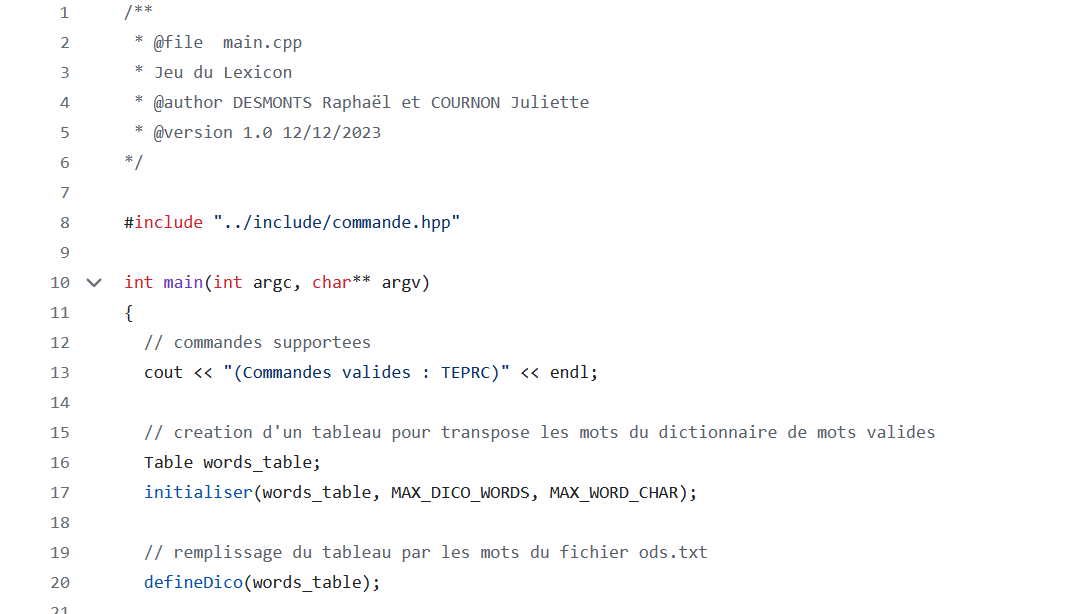 1 /**
2 * @file  main.cpp
3 * Jeu du Lexicon
4 * @author DESMONTS Raphaël et COURNON Juliette
5 * @version 1.0 12/12/2023
6 */
7
8 #include "../include/commande.hpp"
9
10 int main(int argc, char** argv)
11 {
12 // commandes supportees
13 cout << "(Commandes valides : TEPRC)" << endl;
14
15 // creation d'un tableau pour transpose les mots du dictionnaire de mots valides
16 Table words_table;
17 initialiser(words_table, MAX_DICO_WORDS, MAX_WORD_CHAR);
18
19 // remplissage du tableau par les mots du fichier ods.txt
20 defineDico(words_table);
21